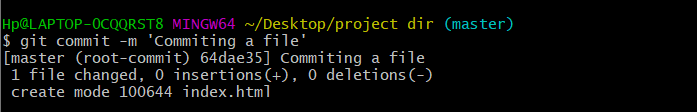 Hp@LAPTOP-0CQQRST8 MINGW64 ~/Desktop/project dir (master)
$ git commit -m 'Commiting a file'
[master (root-commit) 64dae35] Commiting a file
 1 file changed, 0 insertions(+), 0 deletions(-)
 create mode 100644 index.html